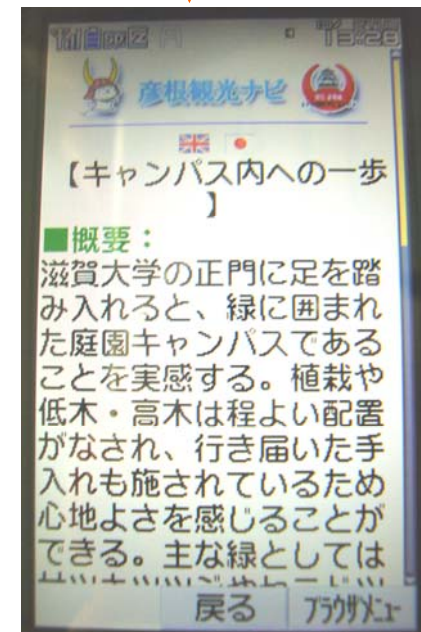 13:28
彦根観光ナビ
【キャンパス内への一歩
】
■概要：
滋賀大学の正門に足を踏
み入れると、緑に囲まれ
た庭園キャンパスである
ことを実感する。植栽や
低木・高木は程よい配置
がなされ、行き届いた手
入れも施されているため
心地よさを感じることが
できる。主な緑としては
戻る
ブラウザメニュー